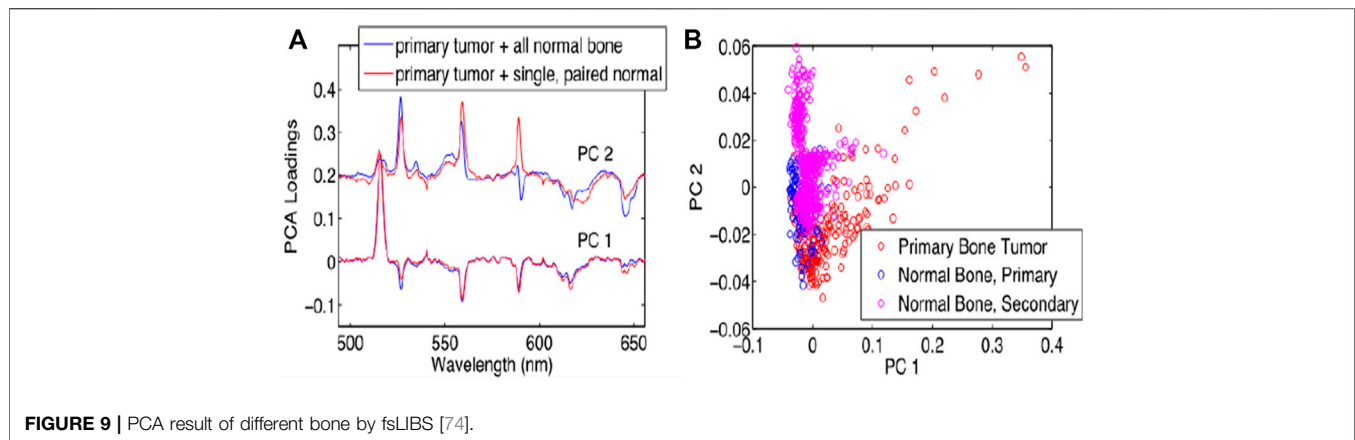 A
primary tumor + all normal bone
primary tumor + single, paired normal
PCA Loadings
0.4
0.3
0.2
0.1
0
−0.1
PC 2
PC 1
500
550
600
650
Wavelength (nm)
B
PC 2
0.06
0.04
0.02
0
−0.02
−0.04
−0.06
Primary Bone Tumor
Normal Bone, Primary
Normal Bone, Secondary
−0.1
0
0.1
0.2
0.3
0.4
PC 1
FIGURE 9 | PCA result of different bone by fsLIBS [74].